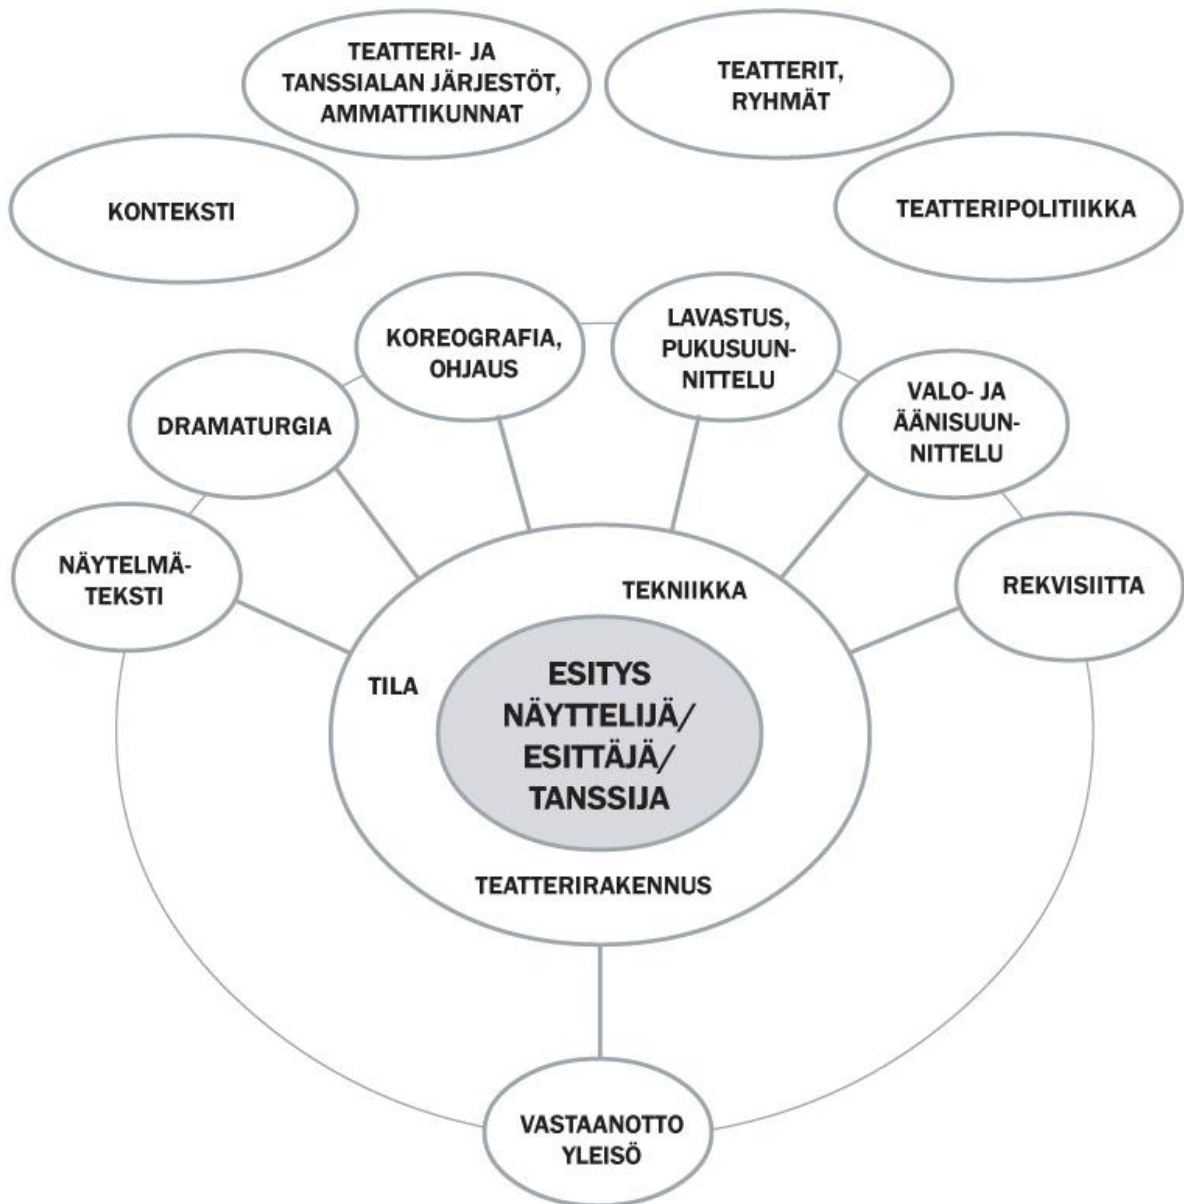 TEATTERI- JA
TANSSIALAN JÄRJESTÖT,
AMMATTIKUNNAT
TEATTERIT,
RYHMÄT
KONTEKSTI
TEATTERIPOLITIIKKA
KOREOGRAFIA,
OHJAUS
LAVASTUS,
PUKUSUUN-
NITTELU
DRAMATURGIA
VALO- JA
ÄÄNISUUN-
NITTELU
NÄYTELMÄ-
TEKSTI
REKVISIITTA
TEKNIIKKA
TILA
ESITYS
NÄYTTELIJÄ/
ESITTÄJÄ/
TANSSIJA
TEATTERIRAKENNUS
VASTAANOTTO
YLEISÖ